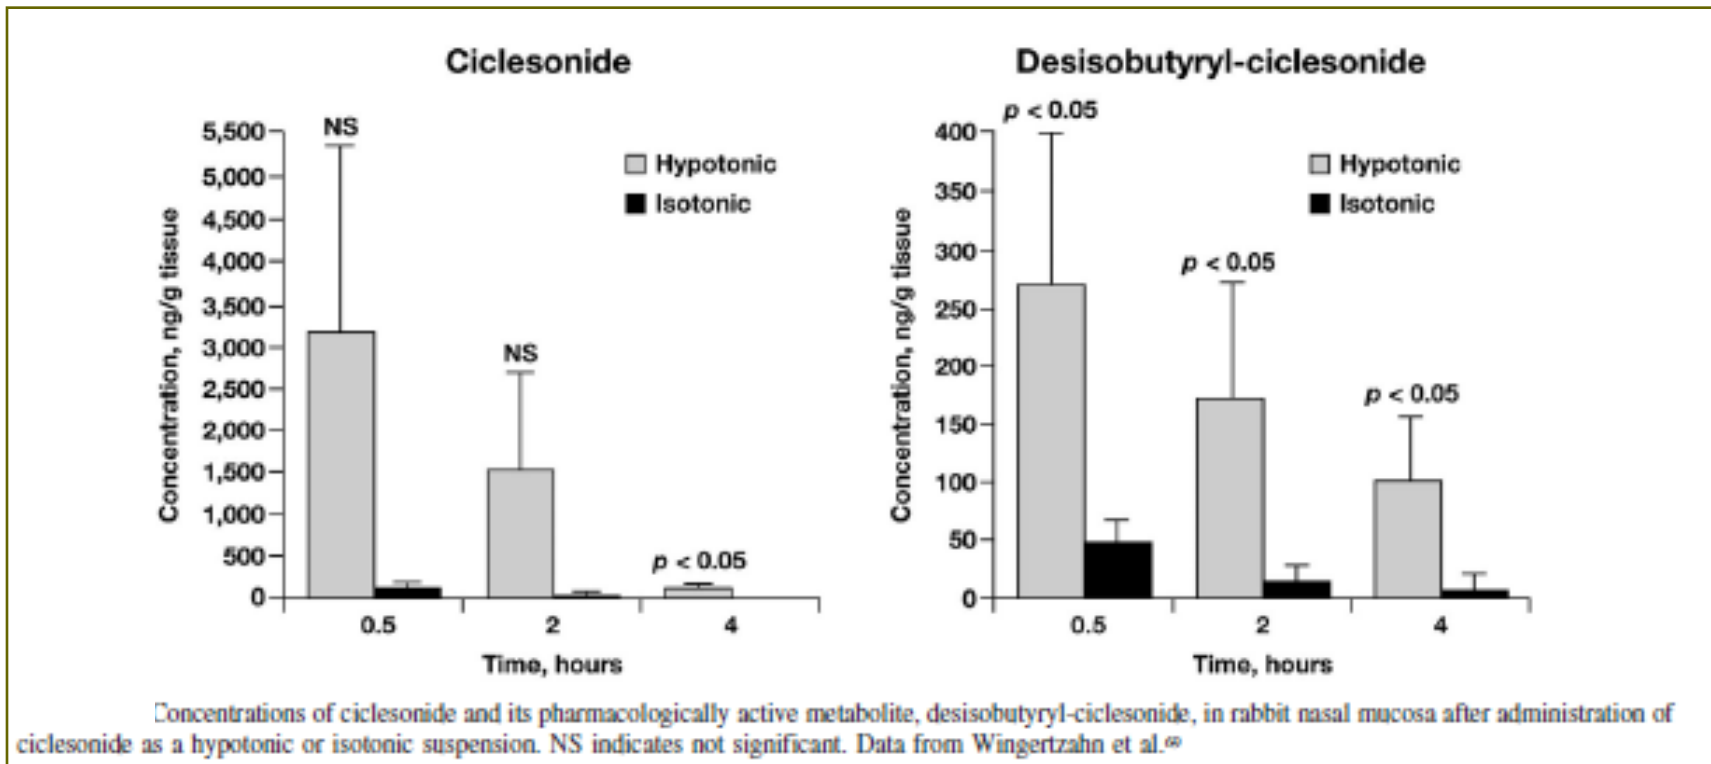 Ciclesonide
Concentration, ng/g tissue
5,500
5,000
4,500
4,000
3,500
3,000
2,500
2,000
1,500
1,000
500
0
NS
NS
p < 0.05
Hypotonic
Isotonic
0.5 2 4
Time, hours
Desisobutyryl-ciclesonide
Concentration, ng/g tissue
400
350
300
250
200
150
100
50
0
p < 0.05
p < 0.05
p < 0.05
Hypotonic
Isotonic
0.5 2 4
Time, hours
Concentrations of ciclesonide and its pharmacologically active metabolite, desisobutyryl-ciclesonide, in rabbit nasal mucosa after administration of
ciclesonide as a hypotonic or isotonic suspension. NS indicates not significant. Data from Wingertzahn et al.